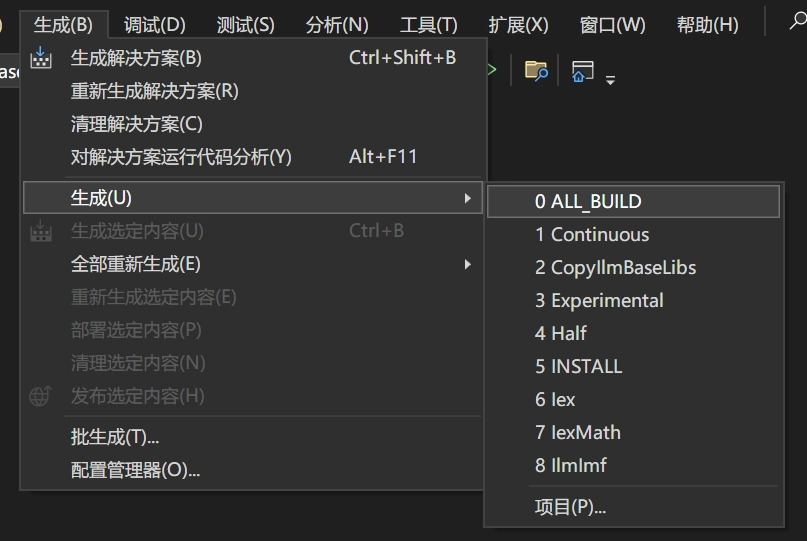 生成(B) 调试(D) 测试(S) 分析(N) 工具(T) 扩展(X) 窗口(W) 帮助(H)
生成解决方案(B) Ctrl+Shift+B
重新生成解决方案(R)
清理解决方案(C)
对解决方案运行代码分析(Y) Alt+F11
生成(U)
生成选定内容(U) Ctrl+B
全部重新生成(E)
重新生成选定内容(E)
部署选定内容(P)
清理选定内容(N)
发布选定内容(H)
批生成(T)...
配置管理器(O)...
0 ALL_BUILD
1 Continuous
2 CopyIlmBaseLibs
3 Experimental
4 Half
5 INSTALL
6 Iex
7 IexMath
8 IlmImf
项目(P)...